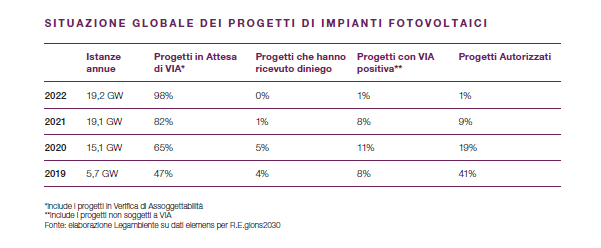 SITUAZIONE GLOBALE DEI PROGETTI DI IMPIANTI FOTOVOLTAICI
Istanze annue Progetti in Attesa di VIA* Progetti che hanno ricevuto diniego Progetti con VIA positiva** Progetti Autorizzati
2022 19,2 GW 98% 0% 1% 1%
2021 19,1 GW 82% 1% 8% 9%
2020 15,1 GW 65% 5% 11% 19%
2019 5,7 GW 47% 4% 8% 41%
*Include i progetti in Verifica di Assoggettabilità
**Include i progetti non soggetti a VIA
Fonte: elaborazione Legambiente su dati elemens per R.E.gions2030